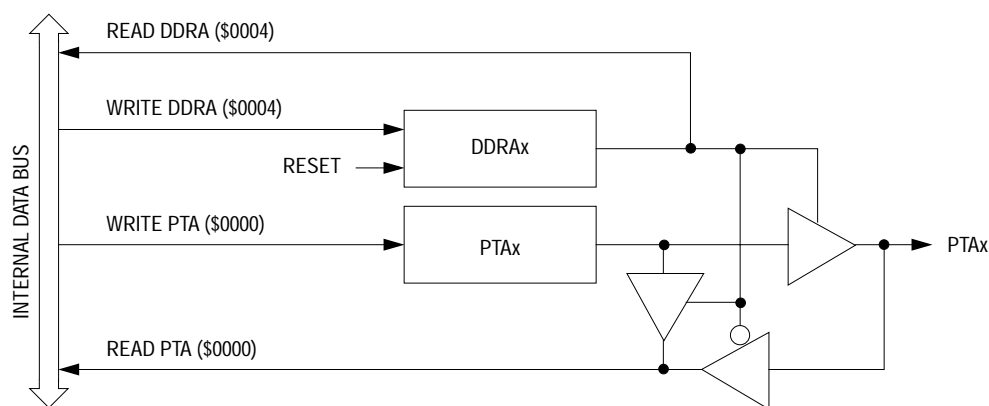 READ DDRA ($0004)
WRITE DDRA ($0004)
DDRAx
RESET
INTERNAL DATA BUS
WRITE PTA ($0000)
PTAx
PTAx
READ PTA ($0000)